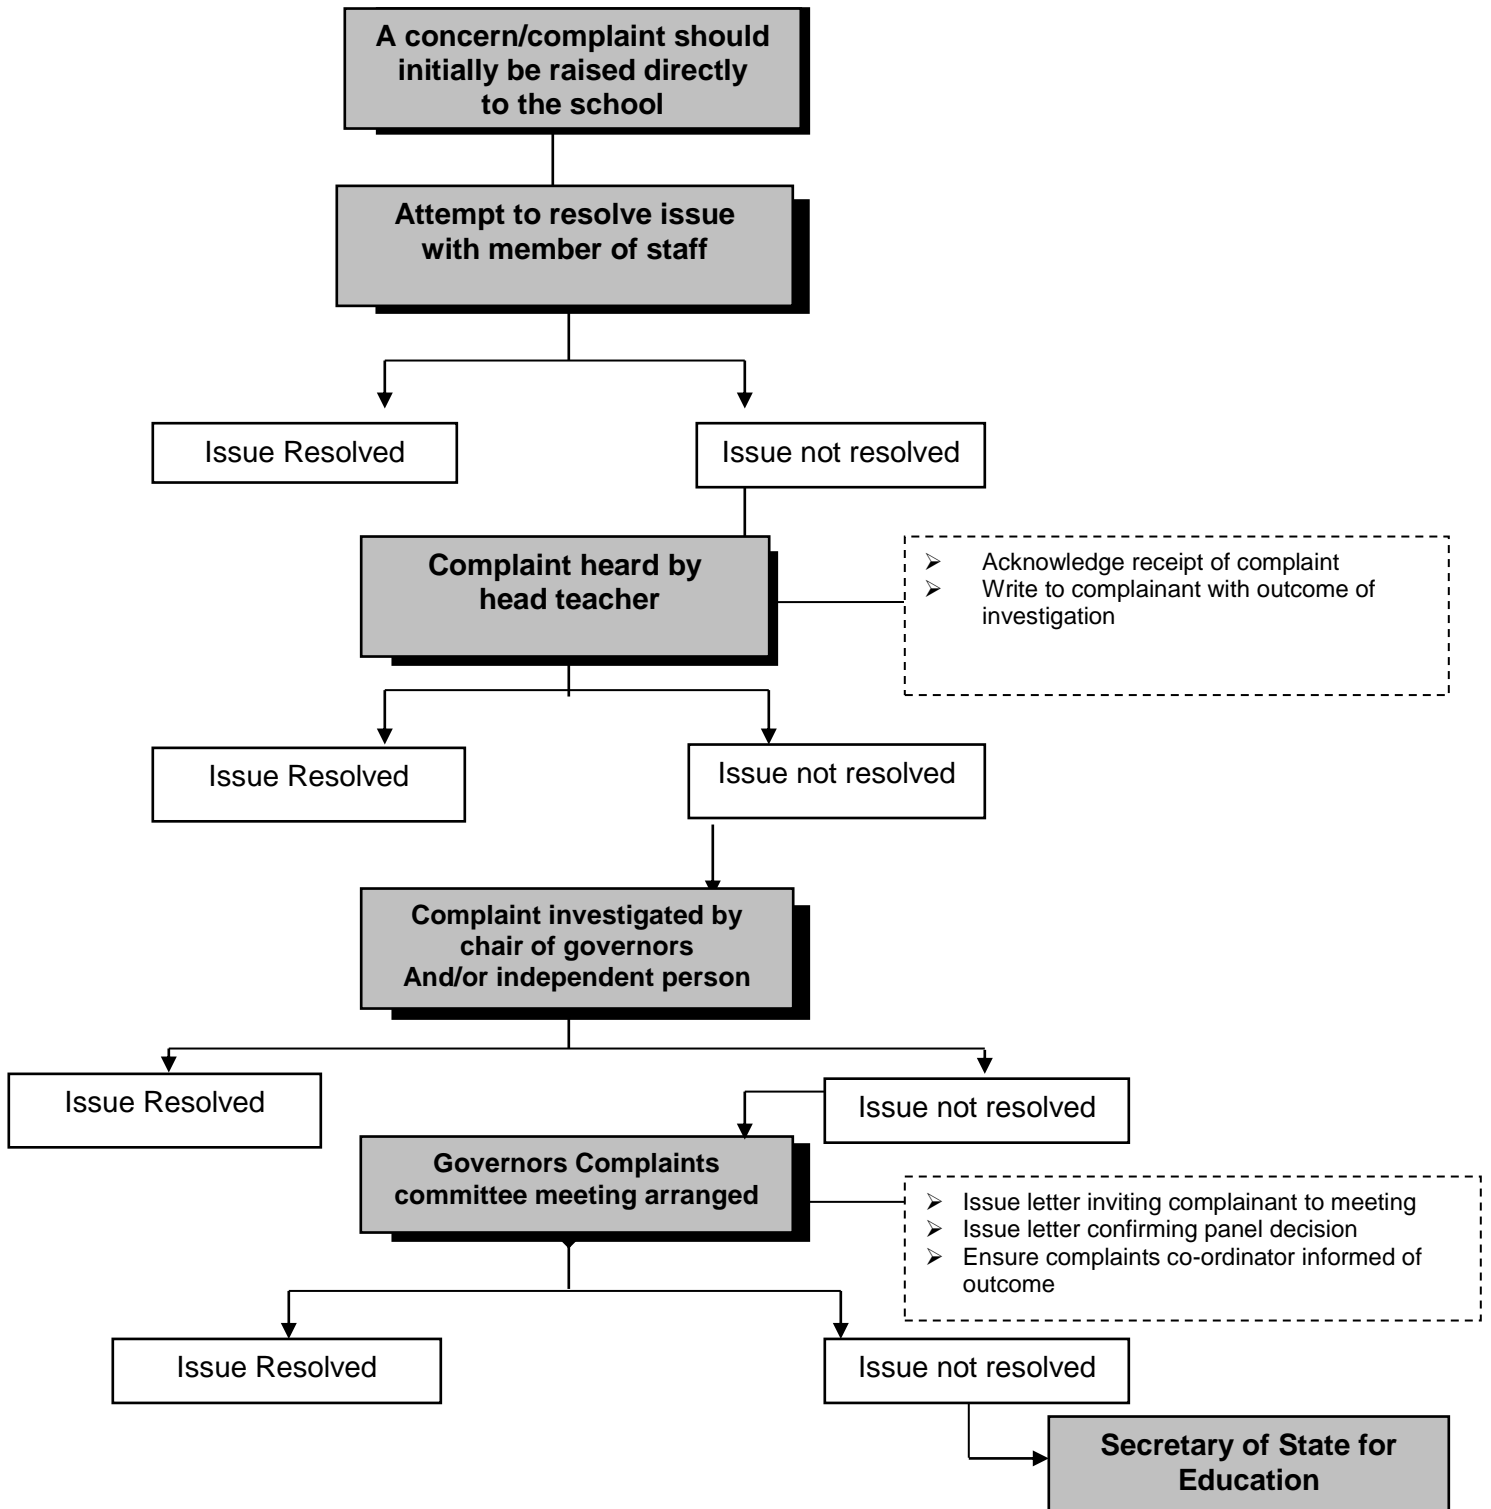 A concern/complaint should
initially be raised directly
to the school
Attempt to resolve issue
with member of staff
Issue Resolved
Issue not resolved
Complaint heard by
head teacher
➢ Acknowledge receipt of complaint
➢ Write to complainant with outcome of
investigation
Issue Resolved
Issue not resolved
Complaint investigated by
chair of governors
And/or independent person
Issue Resolved
Issue not resolved
Governors Complaints
committee meeting arranged
➢ Issue letter inviting complainant to meeting
➢ Issue letter confirming panel decision
➢ Ensure complaints co-ordinator informed of
outcome
Issue Resolved
Issue not resolved
Secretary of State for
Education